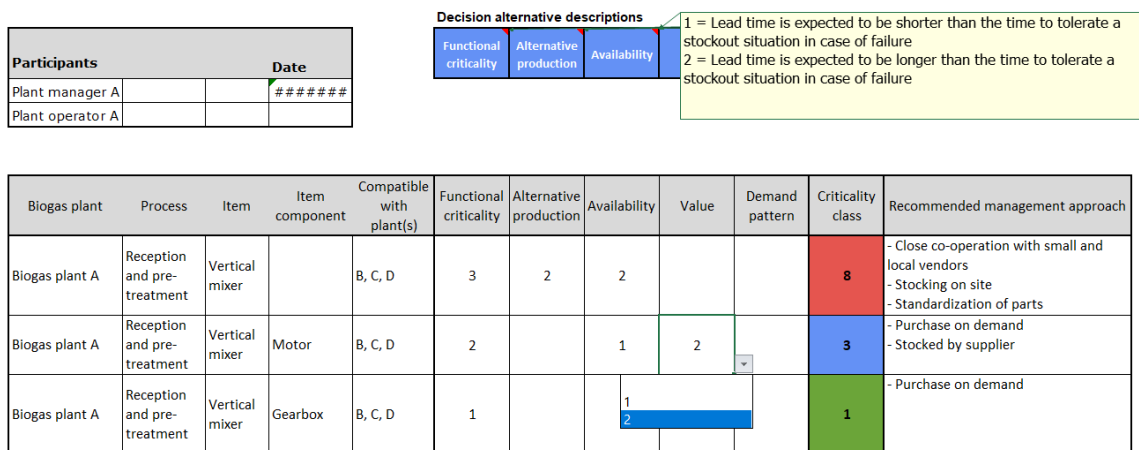 Decision alternative descriptions
1 = Lead time is expected to be shorter than the time to tolerate a
stockout situation in case of failure
2 = Lead time is expected to be longer than the time to tolerate a
stockout situation in case of failure
Functional
criticality
Alternative
production
Availability
Participants
Date
Plant manager A
#######
Plant operator A
Biogas plant
Process
Item
Item
component
Compatible
with
plant(s)
Functional
criticality
Alternative
production
Availability
Value
Demand
pattern
Criticality
class
Recommended management approach
Biogas plant A
Reception
and pre-
treatment
Vertical
mixer
B, C, D
3
2
2
8
- Close co-operation with small and
local vendors
- Stocking on site
- Standardization of parts
Biogas plant A
Reception
and pre-
treatment
Vertical
mixer
Motor
B, C, D
2
1
2
3
- Purchase on demand
- Stocked by supplier
Biogas plant A
Reception
and pre-
treatment
Vertical
mixer
Gearbox
B, C, D
1
1
2
1
- Purchase on demand